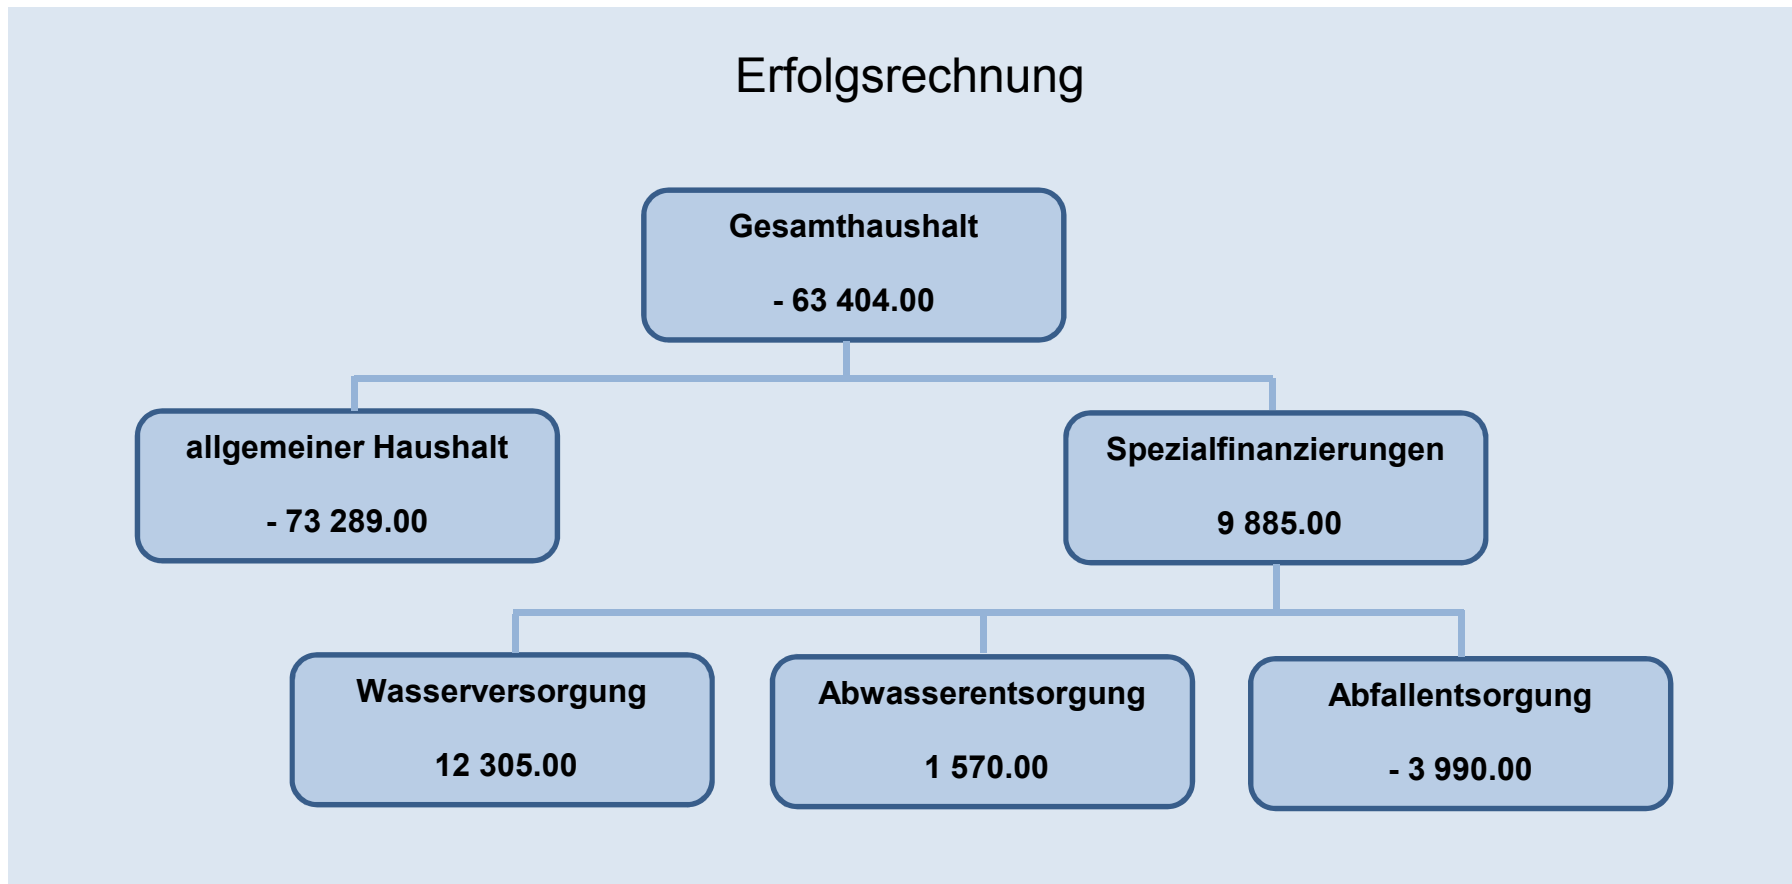 Erfolgsrechnung
Gesamthaushalt
- 63 404.00
allgemeiner Haushalt
- 73 289.00
Spezialfinanzierungen
9 885.00
Wasserversorgung
12 305.00
Abwasserentsorgung
1 570.00
Abfallentsorgung
- 3 990.00